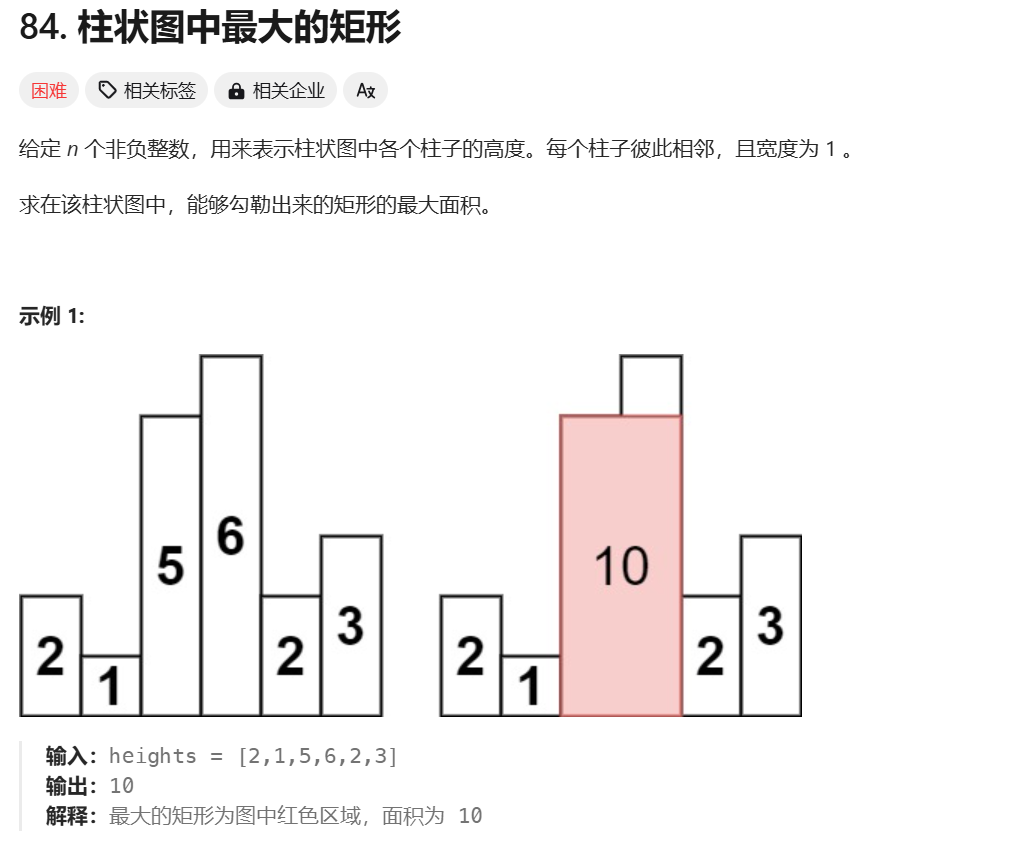 84. 柱状图中最大的矩形
困难 相关标签 相关企业
给定 n 个非负整数，用来表示柱状图中各个柱子的高度。每个柱子彼此相邻，且宽度为 1 。
求在该柱状图中，能够勾勒出来的矩形的最大面积。
示例 1:
2 1 5 6 2 3
2 1 10 2 3
输入：heights = [2,1,5,6,2,3]
输出：10
解释：最大的矩形为图中红色区域，面积为 10